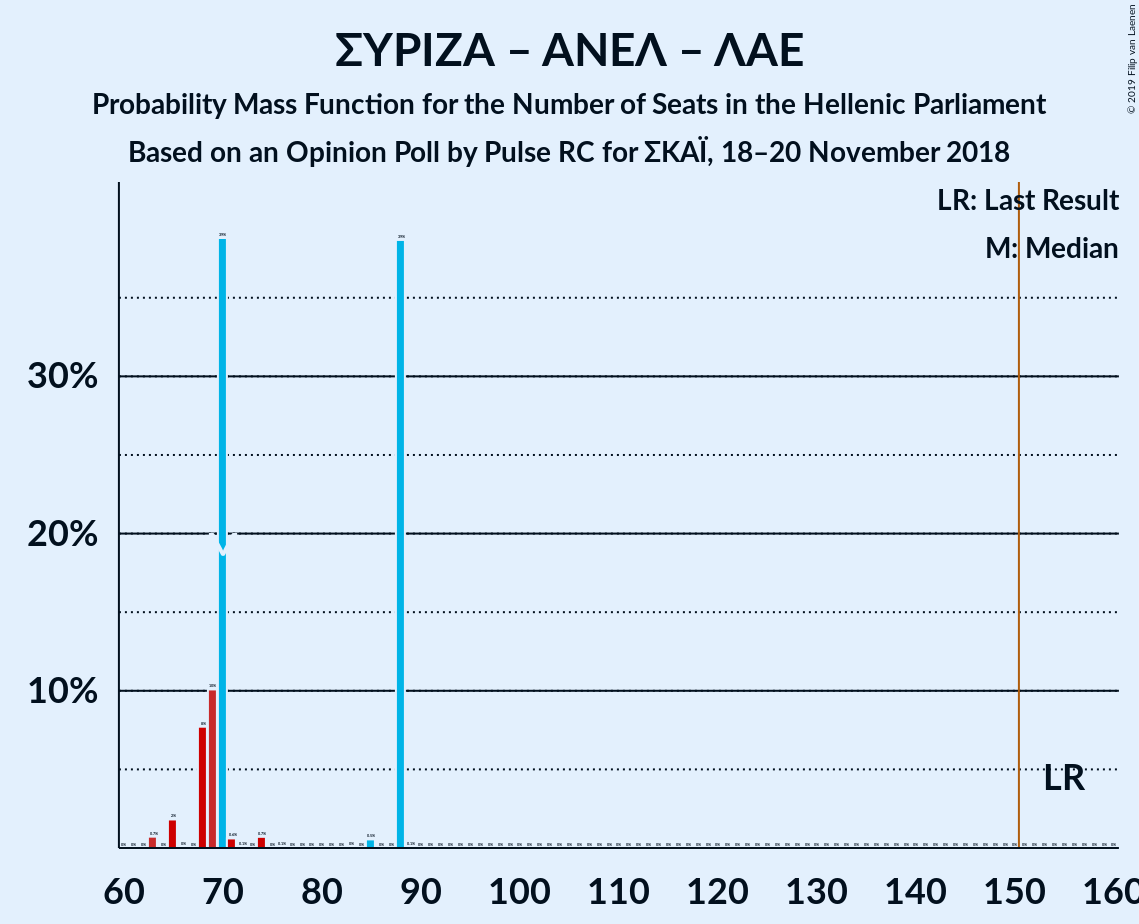 ΣΥΡΙΖΑ – ΑΝΕΛ – ΛΑΕ
Probability Mass Function for the Number of Seats in the Hellenic Parliament
Based on an Opinion Poll by Pulse RC for ΣΚΑΪ, 18–20 November 2018
© 2019 Filip van Laenen
LR: Last Result
M: Median
30%
20%
10%
M
LR
60 70 80 90 100 110 120 130 140 150 160